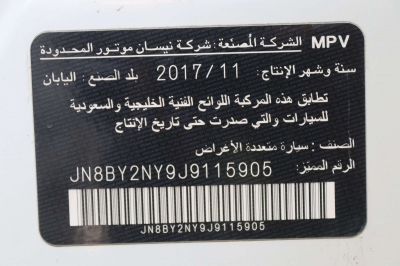 MPV الشركة المصنعة: شركة نيسان موتور المحدودة
سنة وشهر الإنتاج: 2017/11 بلد الصنع: اليابان
تطابق هذه المركبة اللوائح الفنية الخليجية والسعودية
للسيارات والتي صدرت حتى تاريخ الإنتاج
الصنف: سيارة متعددة الأغراض
الرقم المميز: JN8BY2NY9J9115905
JN8BY2NY9J9115905